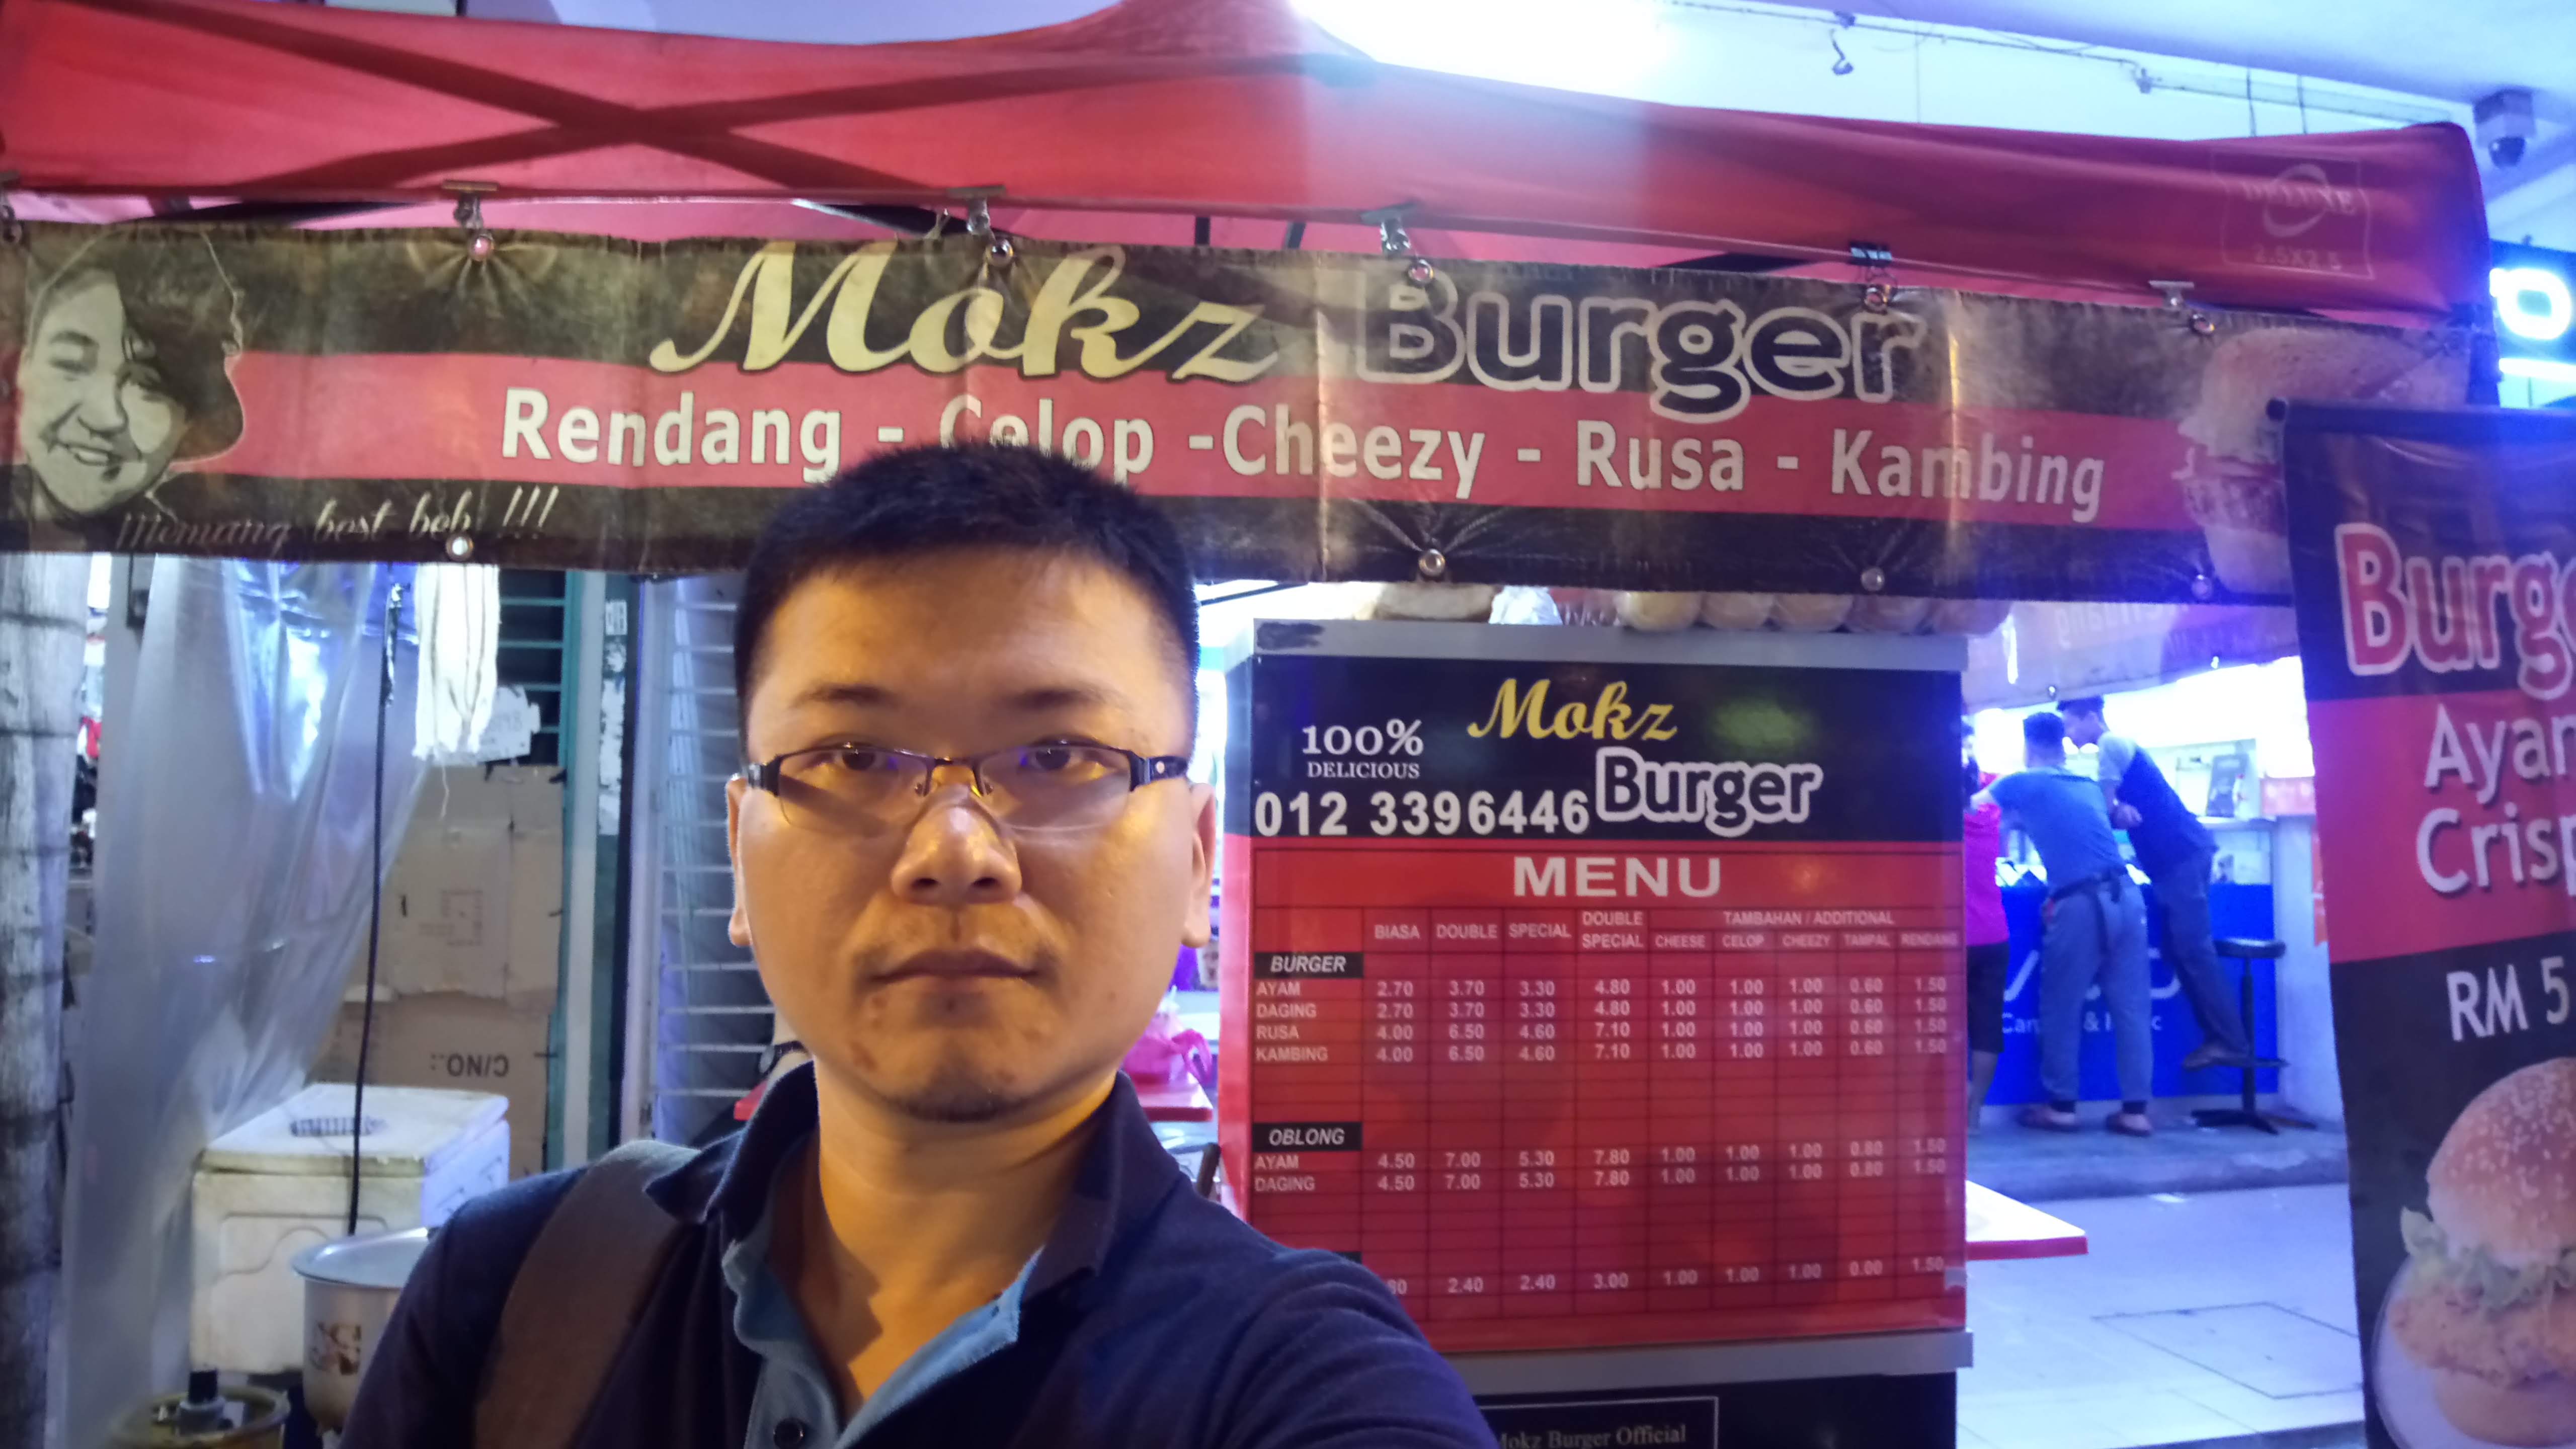 Mokz Burger
Rendang - Celop -Cheezy - Rusa - Kambing
Memang best beh !!!
2.5X2.5
Mokz
Burger
100%
DELICIOUS
012 3396446
MENU
BIASA DOUBLE SPECIAL DOUBLE SPECIAL TAMBAHAN / ADDITIONAL
CHEESE CELOP CHEEZY TAMPAL RENDANG
BURGER
AYAM 2.70 3.70 3.30 4.80 1.00 1.00 1.00 0.60 1.50
DAGING 2.70 3.70 3.30 4.80 1.00 1.00 1.00 0.60 1.50
RUSA 4.00 6.50 4.60 7.10 1.00 1.00 1.00 0.60 1.50
KAMBING 4.00 6.50 4.60 7.10 1.00 1.00 1.00 0.60 1.50
OBLONG
AYAM 4.50 7.00 5.30 7.80 1.00 1.00 1.00 0.80 1.50
DAGING 4.50 7.00 5.30 7.80 1.00 1.00 1.00 0.80 1.50
80 2.40 2.40 3.00 1.00 1.00 1.00 0.00 1.50
Mokz Burger Official
Burge
Ayam
Crisp
RM 5
C/NO.: